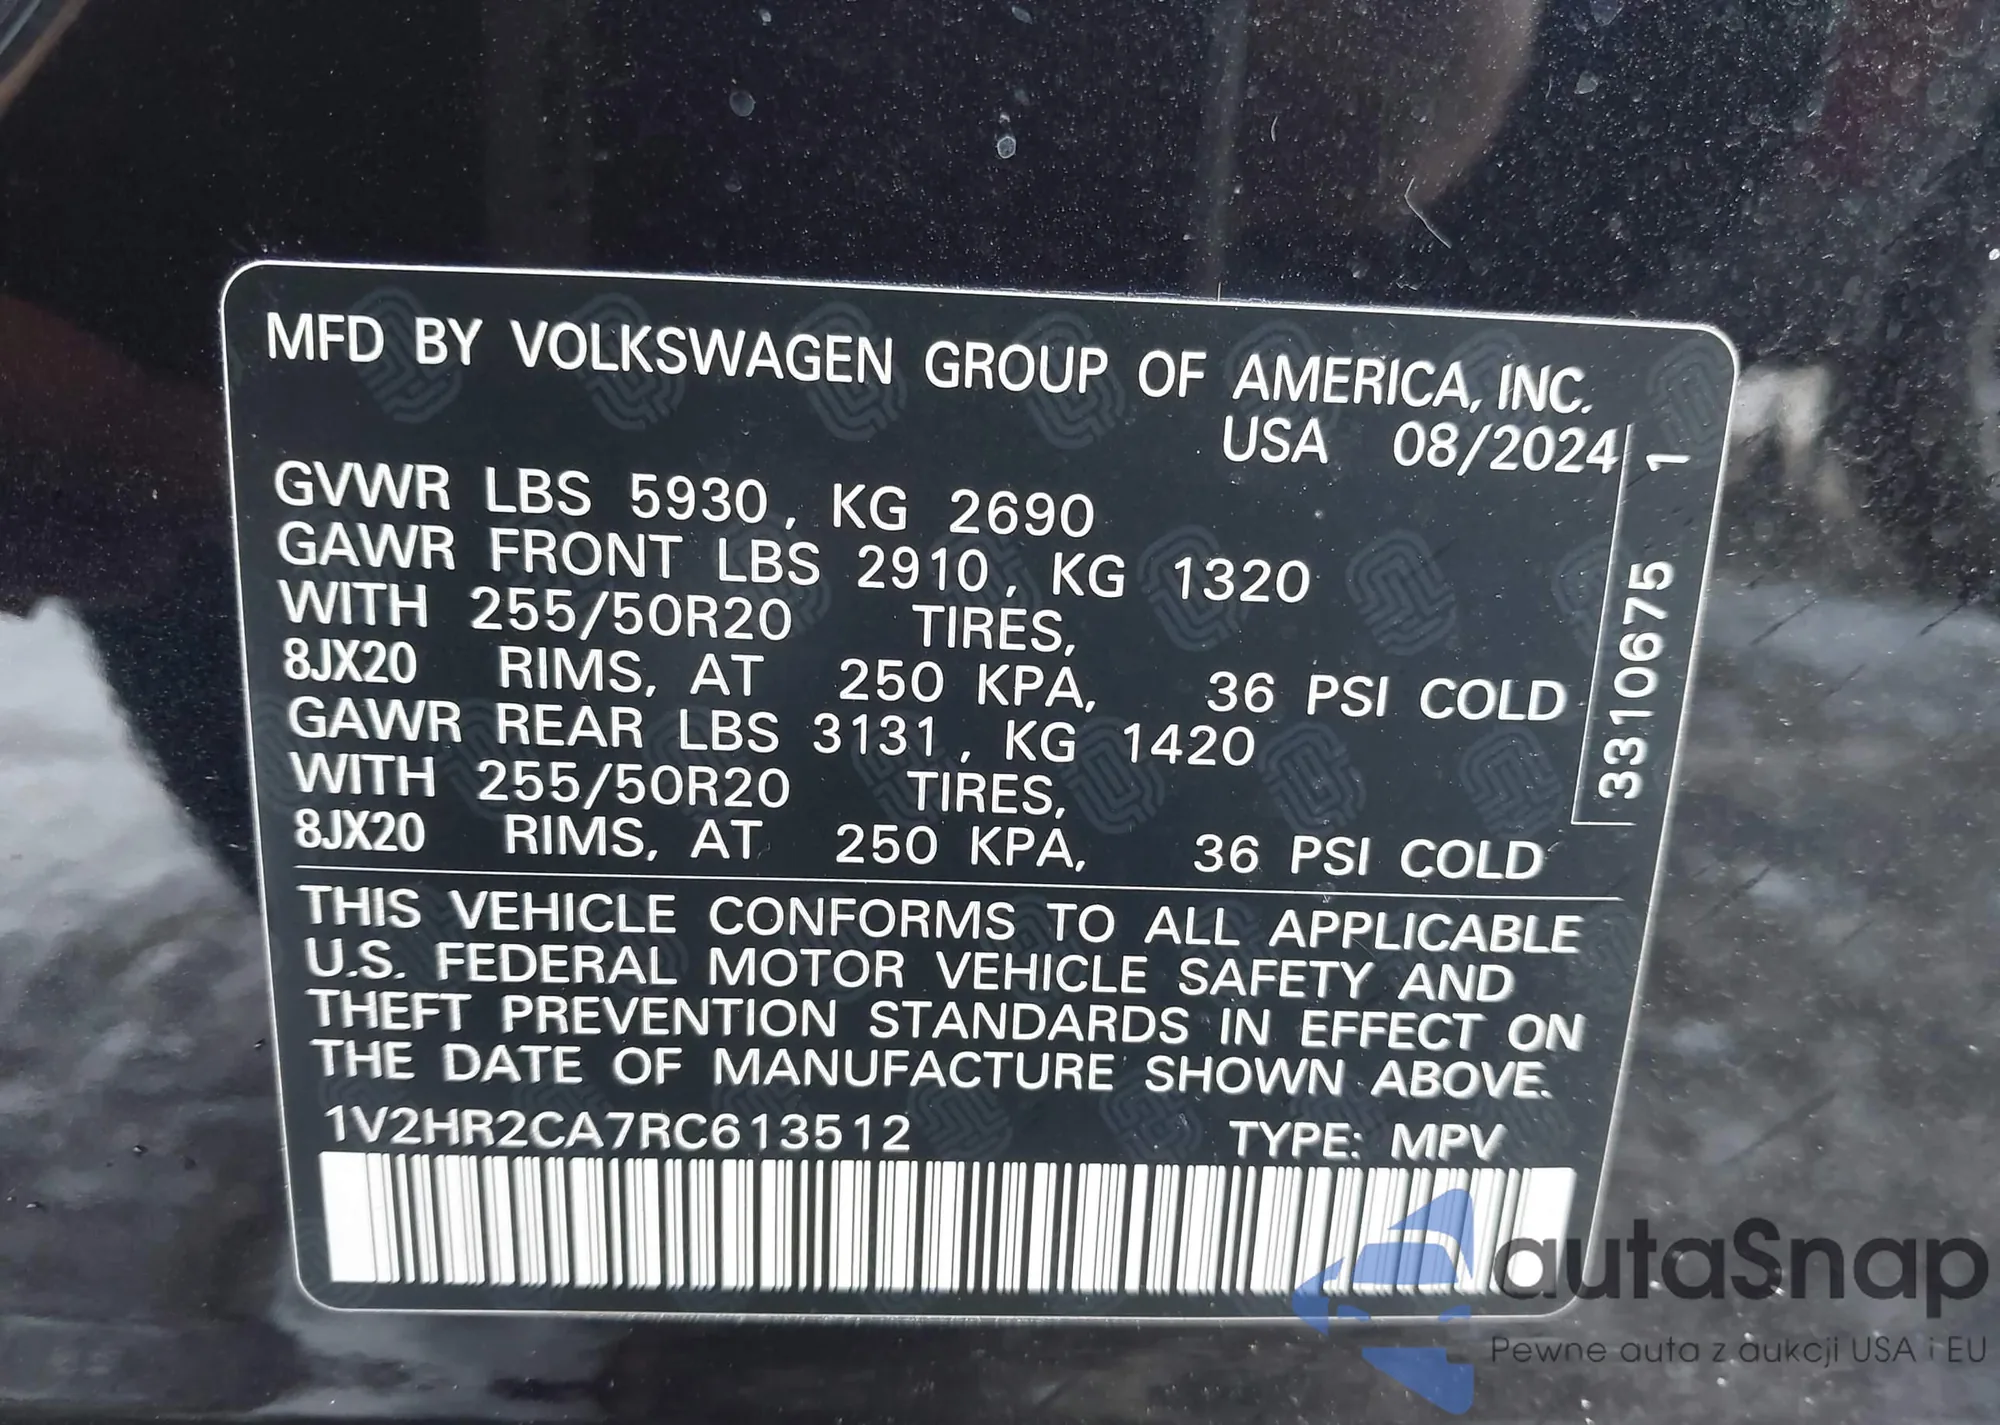 MFD BY VOLKSWAGEN GROUP OF AMERICA, INC.
USA 08/2024
GVWR LBS 5930, KG 2690
GAWR FRONT LBS 2910, KG 1320
WITH 255/50R20 TIRES,
8JX20 RIMS, AT 250 KPA, 36 PSI COLD
GAWR REAR LBS 3131, KG 1420
WITH 255/50R20 TIRES,
8JX20 RIMS, AT 250 KPA, 36 PSI COLD
3310675 1
THIS VEHICLE CONFORMS TO ALL APPLICABLE
U.S. FEDERAL MOTOR VEHICLE SAFETY AND
THEFT PREVENTION STANDARDS IN EFFECT ON
THE DATE OF MANUFACTURE SHOWN ABOVE.
1V2HR2CA7RC613512 TYPE: MPV
autaSnap
Pewne auta z aukcji USA i EU